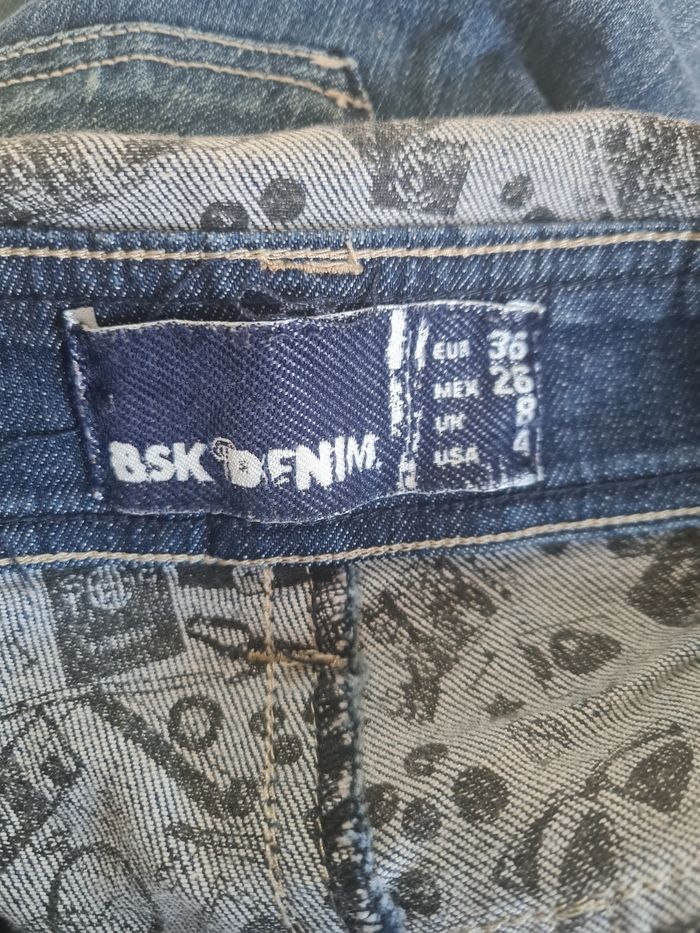 BSK DENIM
EUR 36
MEX 26
UK 8
USA 4